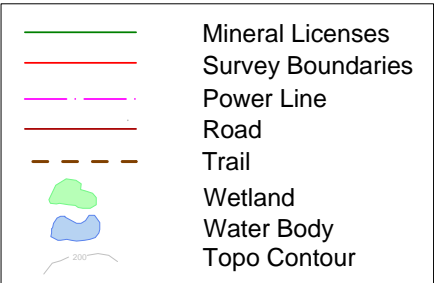 Mineral Licenses
Survey Boundaries
Power Line
Road
Trail
Wetland
Water Body
200 Topo Contour